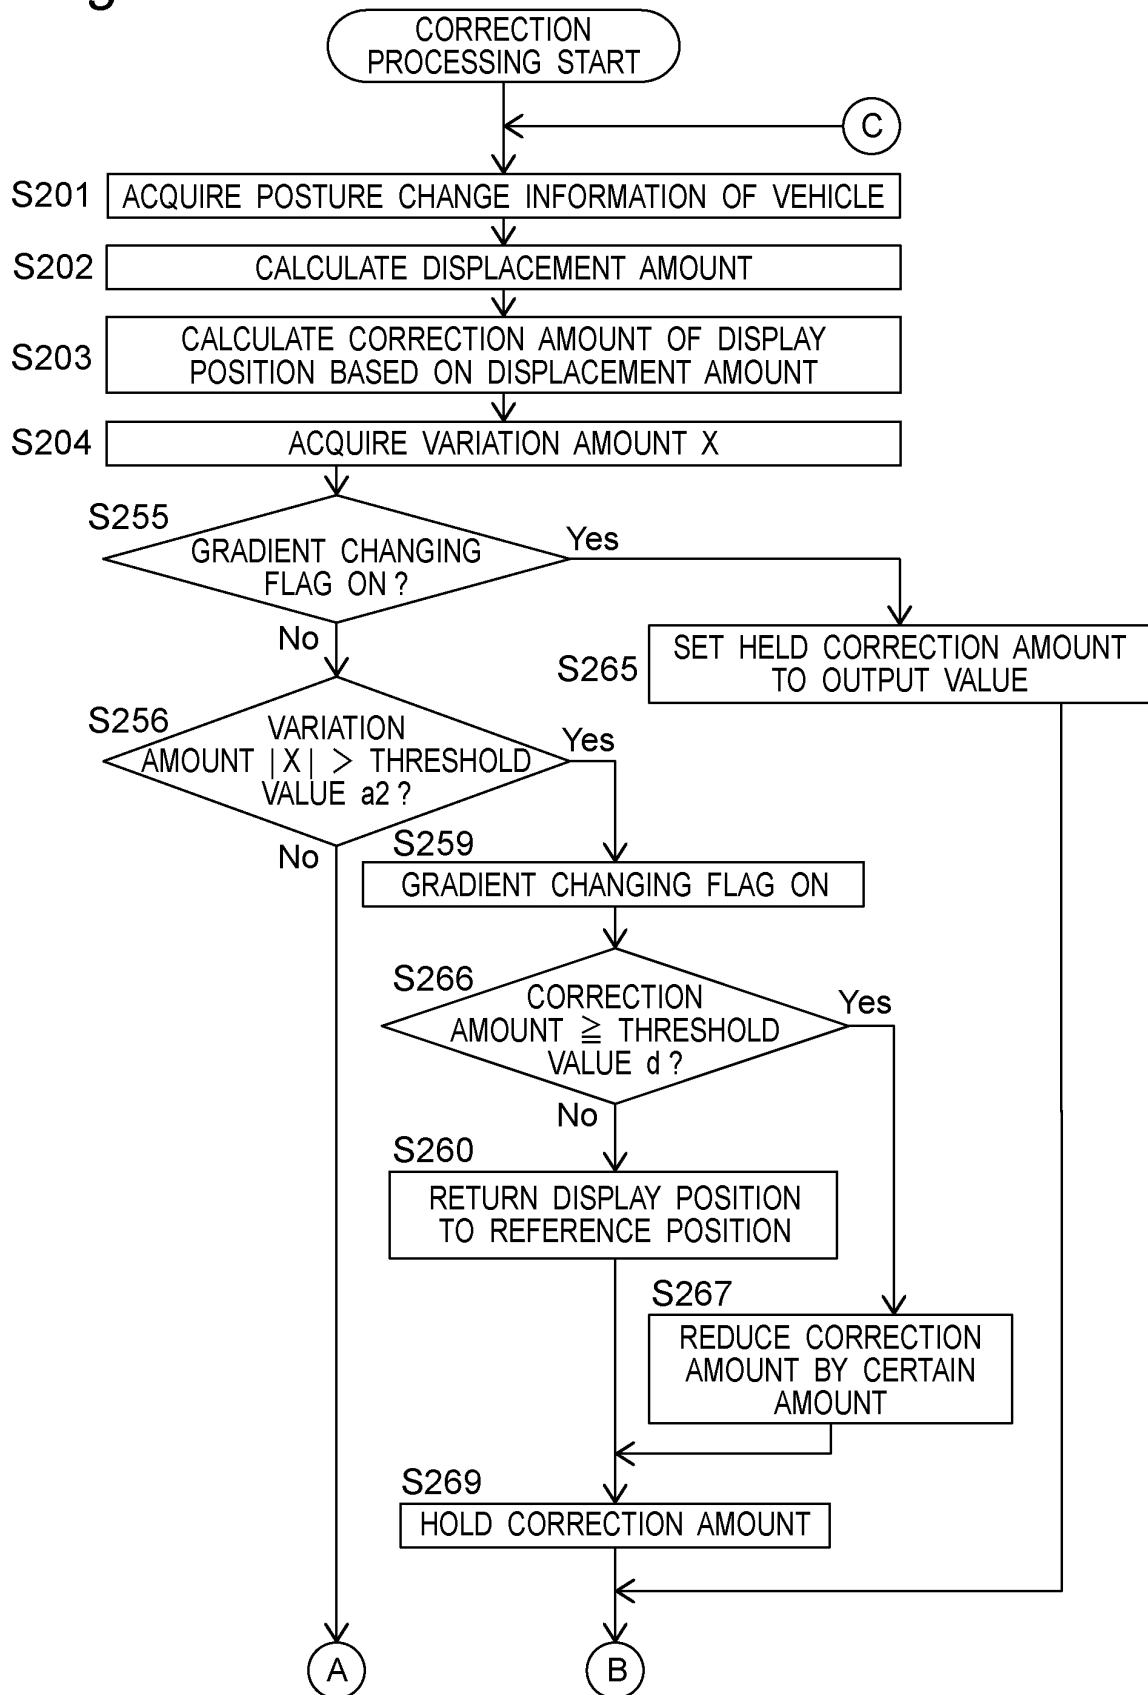 CORRECTION
PROCESSING START
C
S201
ACQUIRE POSTURE CHANGE INFORMATION OF VEHICLE
S202
CALCULATE DISPLACEMENT AMOUNT
S203
CALCULATE CORRECTION AMOUNT OF DISPLAY
POSITION BASED ON DISPLACEMENT AMOUNT
S204
ACQUIRE VARIATION AMOUNT X
S255
GRADIENT CHANGING
FLAG ON ?
Yes
No
S265
SET HELD CORRECTION AMOUNT
TO OUTPUT VALUE
S256
VARIATION
AMOUNT |X| > THRESHOLD
VALUE a2 ?
Yes
No
S259
GRADIENT CHANGING FLAG ON
S266
CORRECTION
AMOUNT ≧ THRESHOLD
VALUE d ?
Yes
No
S260
RETURN DISPLAY POSITION
TO REFERENCE POSITION
S267
REDUCE CORRECTION
AMOUNT BY CERTAIN
AMOUNT
S269
HOLD CORRECTION AMOUNT
A
B